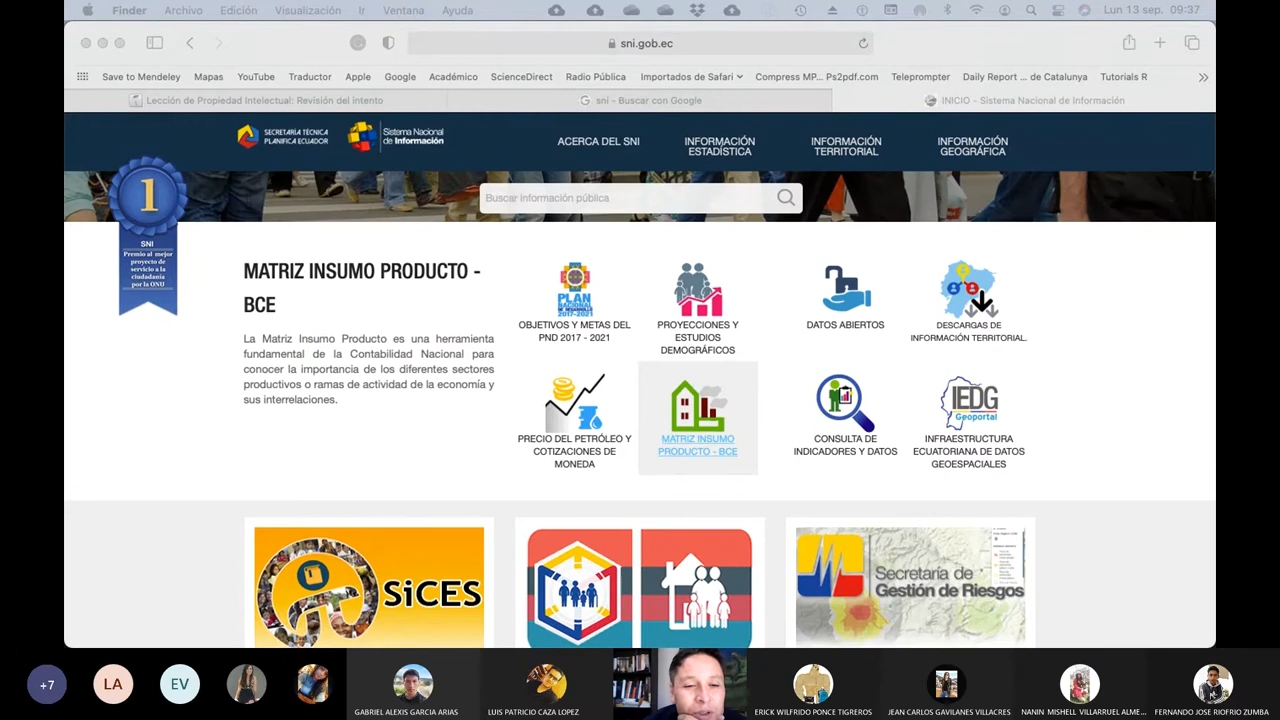 Finder Archivo Edición Visualización Ir Ventana Ayuda Lun 13 sep. 09:37
sni.gob.ec
Save to Mendeley Mapas YouTube Traductor Apple Google Académico ScienceDirect Radio Pública Importados de Safari Compress MP... Ps2pdf.com Teleprompter Daily Report ... de Catalunya Tutorials R
Lección de Propiedad Intelectual: Revisión del intento
sni - Buscar con Google
INICIO - Sistema Nacional de Información
SECRETARÍA TÉCNICA
PLANIFICA ECUADOR
Sistema Nacional
de Información
ACERCA DEL SNI
INFORMACIÓN
ESTADÍSTICA
INFORMACIÓN
TERRITORIAL
INFORMACIÓN
GEOGRÁFICA
Buscar información pública
1
SNI
Premio al mejor
proyecto de
servicio a la
ciudadanía
por la ONU
MATRIZ INSUMO PRODUCTO -
BCE
La Matriz Insumo Producto es una herramienta
fundamental de la Contabilidad Nacional para
conocer la importancia de los diferentes sectores
productivos o ramas de actividad de la economía y
sus interrelaciones.
PLAN
NACIONAL
DE DESARROLLO
2017-2021
OBJETIVOS Y METAS DEL
PND 2017 - 2021
PROYECCIONES Y
ESTUDIOS
DEMOGRÁFICOS
DATOS ABIERTOS
DESCARGAS DE
INFORMACIÓN TERRITORIAL.
PRECIO DEL PETRÓLEO Y
COTIZACIONES DE
MONEDA
MATRIZ INSUMO
PRODUCTO - BCE
CONSULTA DE
INDICADORES Y DATOS
IEDG
Geoportal
INFRAESTRUCTURA
ECUATORIANA DE DATOS
GEOESPACIALES
SiCES
Secretaría de
Gestión de Riesgos
+7
LA
EV
GABRIEL ALEXIS GARCIA ARIAS
LUIS PATRICIO CAZA LOPEZ
ERICK WILFRIDO PONCE TIGREROS
JEAN CARLOS GAVILANES VILLACRES
NANIN MISHELL VILLARRUEL ALME...
FERNANDO JOSE RIOFRIO ZUMBA